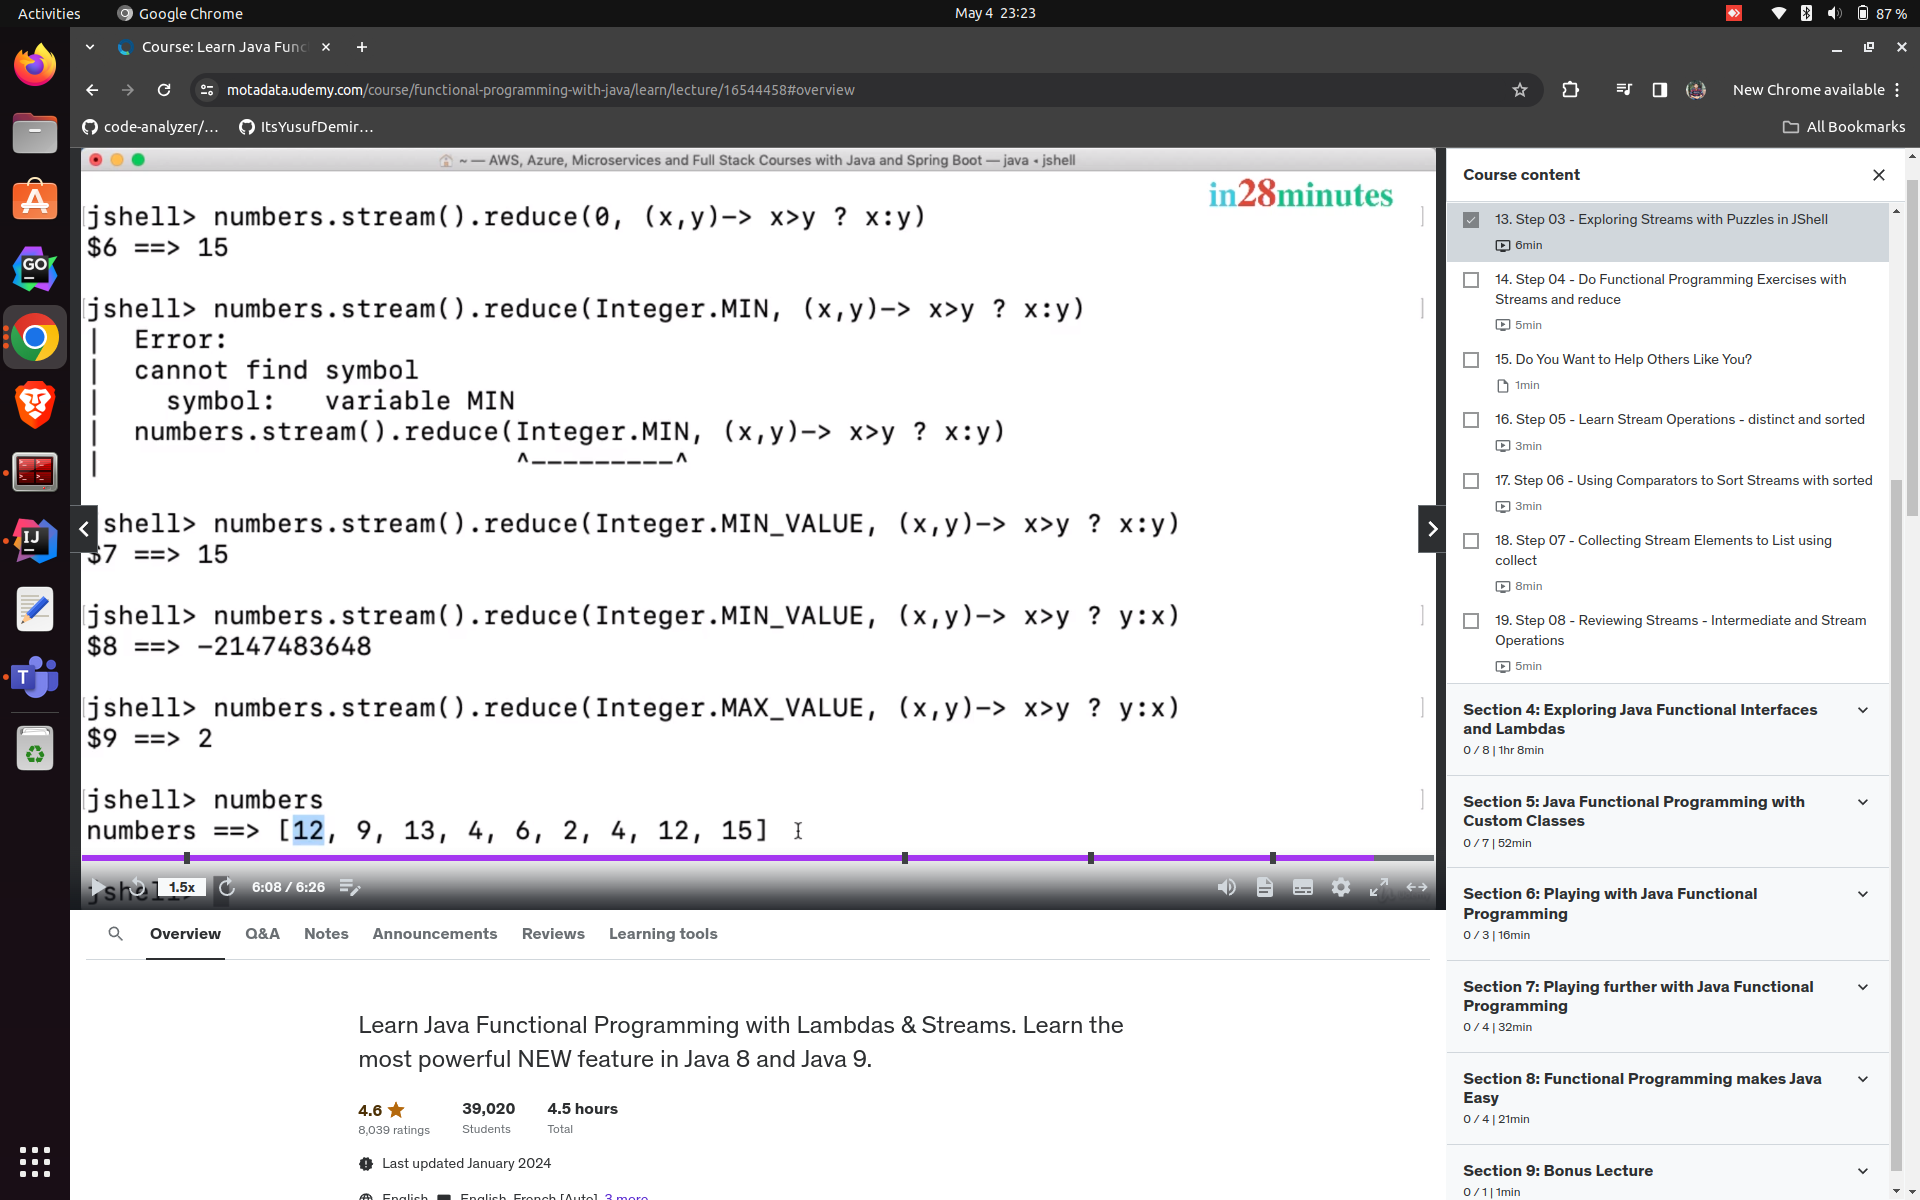 Activities
Google Chrome
May 4 23:23
87 %
Course: Learn Java Func
motadata.udemy.com/course/functional-programming-with-java/learn/lecture/16544458#overview
New Chrome available
code-analyzer/...
ItsYusufDemir...
All Bookmarks
~ — AWS, Azure, Microservices and Full Stack Courses with Java and Spring Boot — java • jshell
in28minutes
jshell> numbers.stream().reduce(0, (x,y)-> x>y ? x:y)
$6 ==> 15
jshell> numbers.stream().reduce(Integer.MIN, (x,y)-> x>y ? x:y)
| Error:
| cannot find symbol
| symbol: variable MIN
| numbers.stream().reduce(Integer.MIN, (x,y)-> x>y ? x:y)
| ^---------^
jshell> numbers.stream().reduce(Integer.MIN_VALUE, (x,y)-> x>y ? x:y)
$7 ==> 15
jshell> numbers.stream().reduce(Integer.MIN_VALUE, (x,y)-> x>y ? y:x)
$8 ==> -2147483648
jshell> numbers.stream().reduce(Integer.MAX_VALUE, (x,y)-> x>y ? y:x)
$9 ==> 2
jshell> numbers
numbers ==> [12, 9, 13, 4, 6, 2, 4, 12, 15]
jshell>
1.5x
6:08 / 6:26
Overview
Q&A
Notes
Announcements
Reviews
Learning tools
Learn Java Functional Programming with Lambdas & Streams. Learn the
most powerful NEW feature in Java 8 and Java 9.
4.6
39,020
4.5 hours
8,039 ratings
Students
Total
Last updated January 2024
English
English, French [Auto], 3 more
Course content
13. Step 03 - Exploring Streams with Puzzles in JShell
6min
14. Step 04 - Do Functional Programming Exercises with
Streams and reduce
5min
15. Do You Want to Help Others Like You?
1min
16. Step 05 - Learn Stream Operations - distinct and sorted
3min
17. Step 06 - Using Comparators to Sort Streams with sorted
3min
18. Step 07 - Collecting Stream Elements to List using
collect
8min
19. Step 08 - Reviewing Streams - Intermediate and Stream
Operations
5min
Section 4: Exploring Java Functional Interfaces
and Lambdas
0 / 8 | 1hr 8min
Section 5: Java Functional Programming with
Custom Classes
0 / 7 | 52min
Section 6: Playing with Java Functional
Programming
0 / 3 | 16min
Section 7: Playing further with Java Functional
Programming
0 / 4 | 32min
Section 8: Functional Programming makes Java
Easy
0 / 4 | 21min
Section 9: Bonus Lecture
0 / 1 | 1min